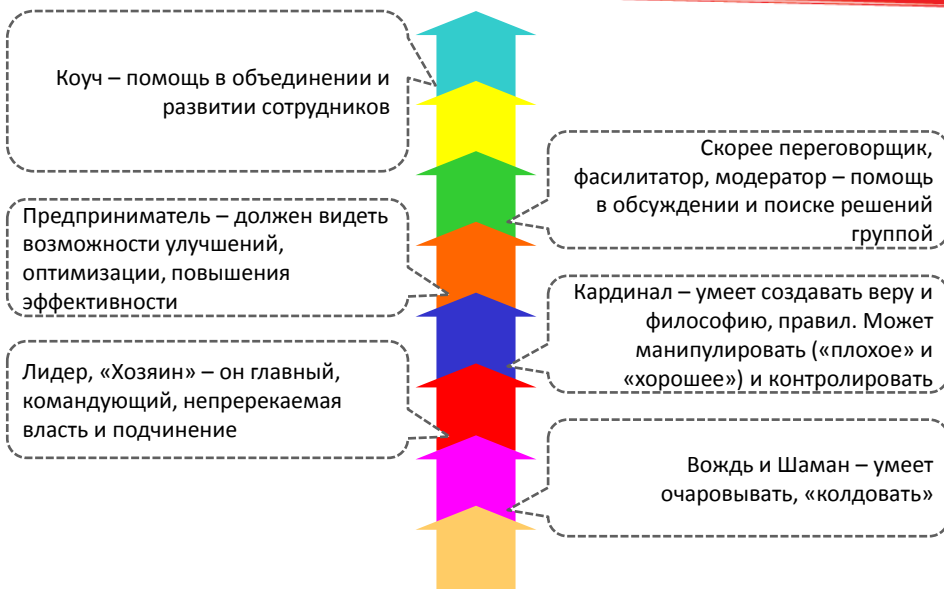 Коуч – помощь в объединении и
развитии сотрудников
Скорее переговорщик,
фасилитатор, модератор – помощь
в обсуждении и поиске решений
группой
Предприниматель – должен видеть
возможности улучшений,
оптимизации, повышения
эффективности
Кардинал – умеет создавать веру и
философию, правил. Может
манипулировать («плохое» и
«хорошее») и контролировать
Лидер, «Хозяин» – он главный,
командующий, непререкаемая
власть и подчинение
Вождь и Шаман – умеет
очаровывать, «колдовать»